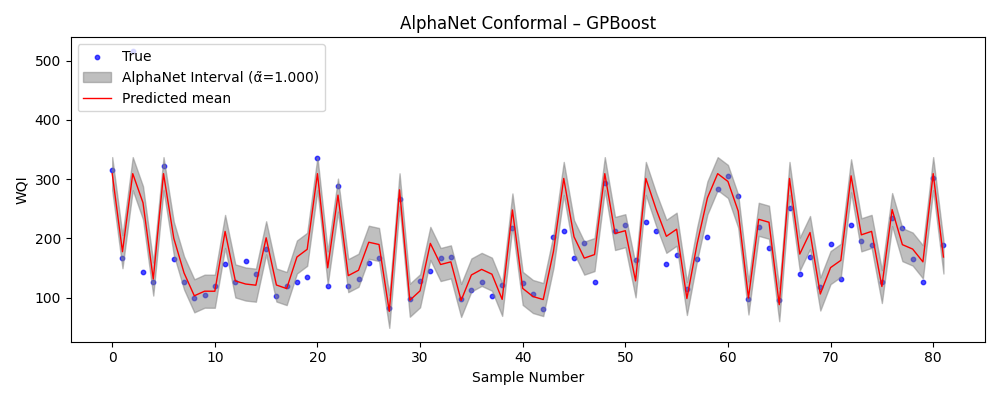 AlphaNet Conformal – GPBoost
500
400
300
200
100
WQI
True
AlphaNet Interval (α̃=1.000)
Predicted mean
0
10
20
30
40
50
60
70
80
Sample Number